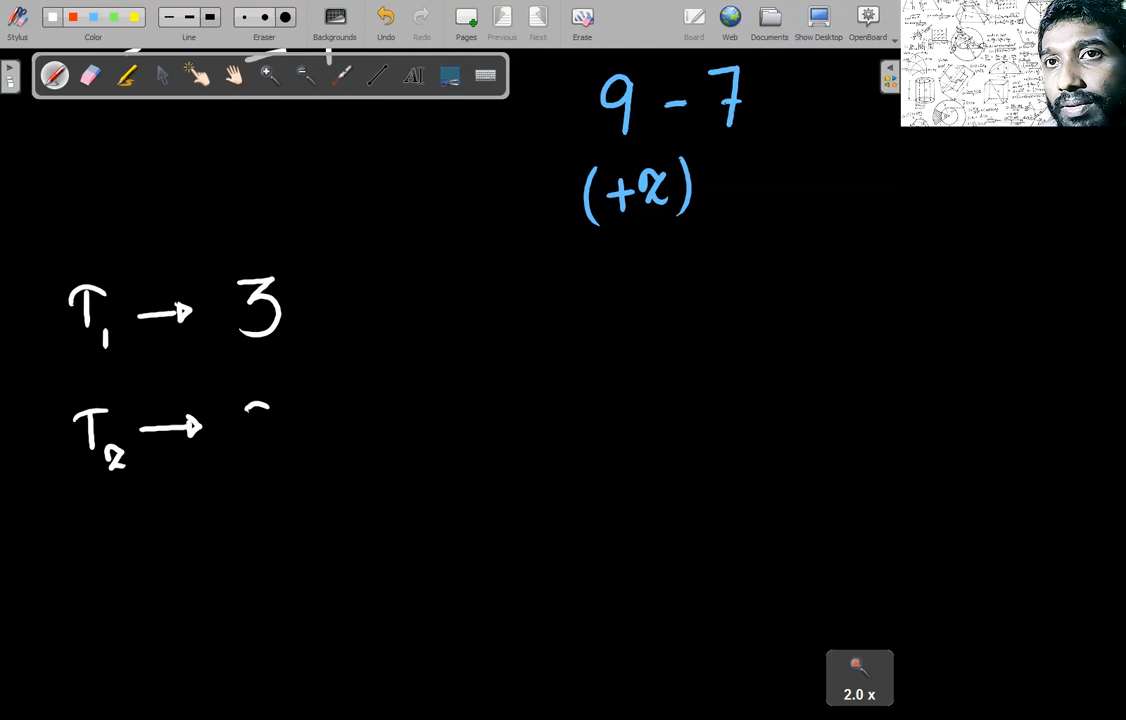 Stylus Color Line Eraser Backgrounds Undo Redo Pages Previous Next Erase Board Web Documents Show Desktop OpenBoard
9 - 7
(+2)
T1 → 3
T2 →
2.0 x